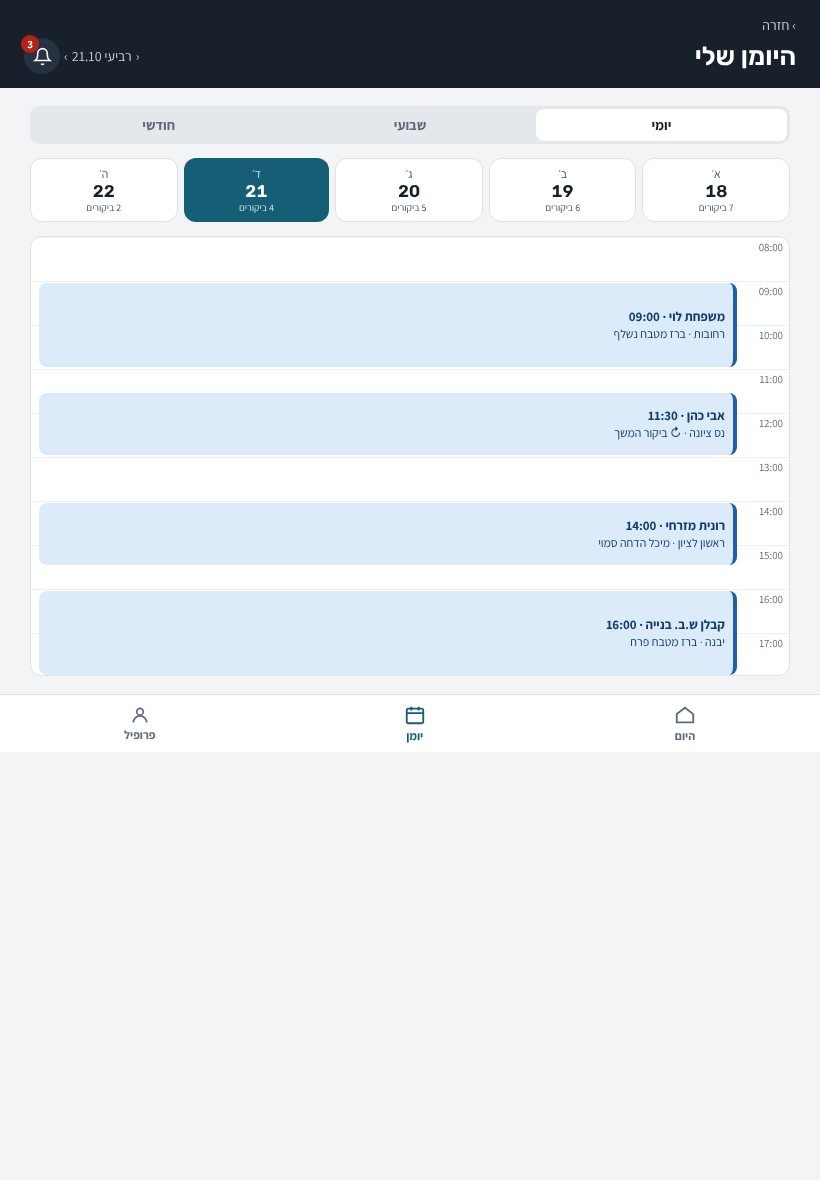 ‹ חזרה
היומן שלי
‹ רביעי 21.10 ›
3
יומי
שבועי
חודשי
א׳
18
7 ביקורים
ב׳
19
6 ביקורים
ג׳
20
5 ביקורים
ד׳
21
4 ביקורים
ה׳
22
2 ביקורים
08:00
09:00
משפחת לוי · 09:00
רחובות · ברז מטבח נשלף
10:00
11:00
אבי כהן · 11:30
נס ציונה · ↻ ביקור המשך
12:00
13:00
14:00
רונית מזרחי · 14:00
ראשון לציון · מיכל הדחה סמוי
15:00
16:00
קבלן ש.ב. בנייה · 16:00
יבנה · ברז מטבח פרח
17:00
היום
יומן
פרופיל